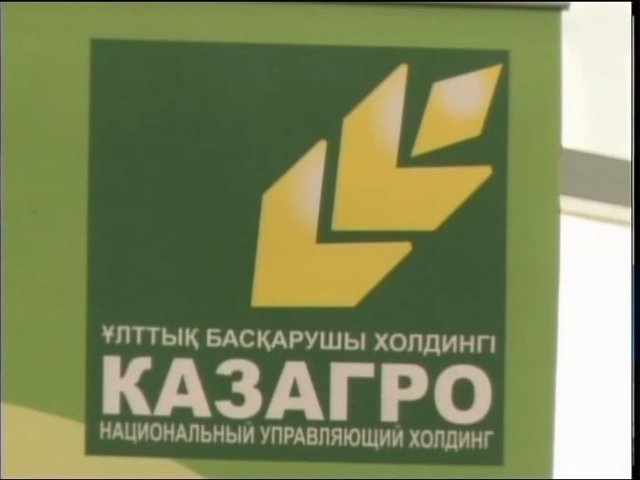 ҰЛТТЫҚ БАСҚАРУШЫ ХОЛДИНГІ
КАЗАГРО
НАЦИОНАЛЬНЫЙ УПРАВЛЯЮЩИЙ ХОЛДИНГ